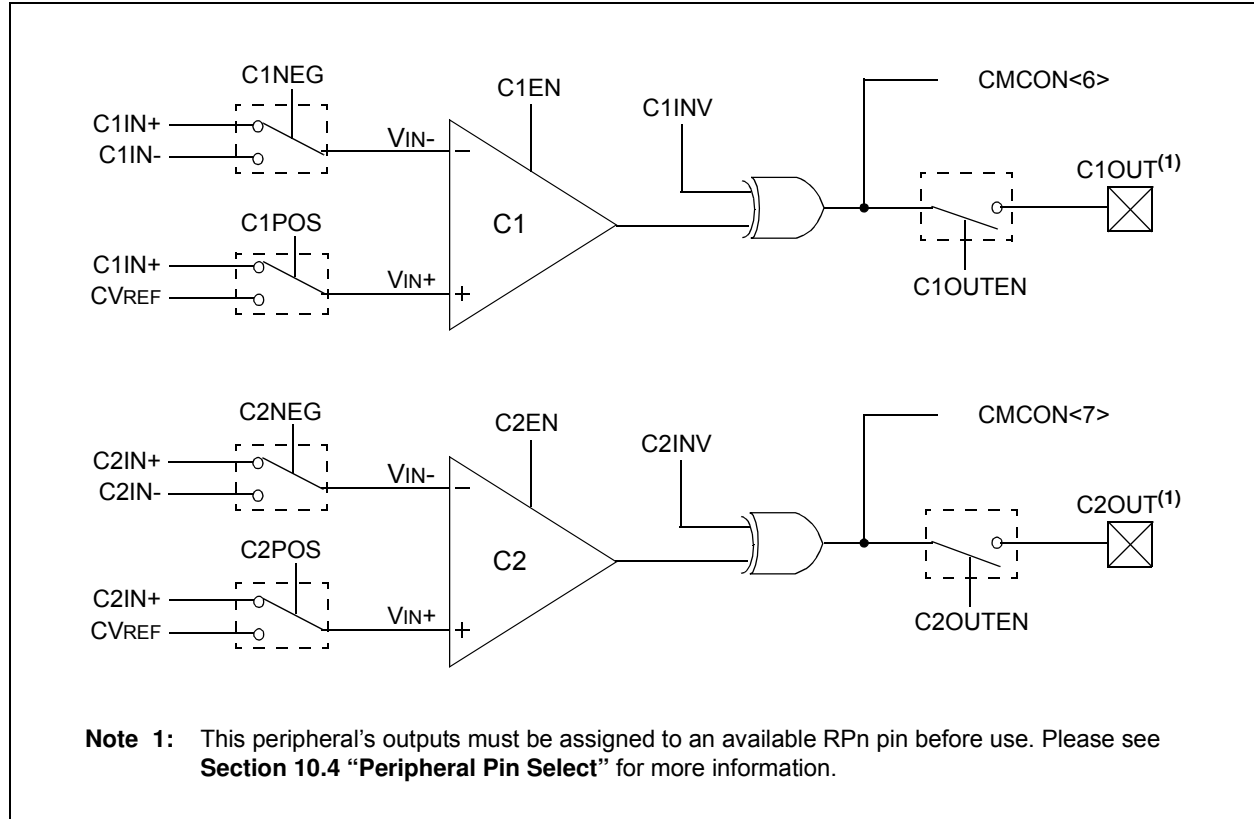 C1NEG
C1EN
C1INV
CMCON<6>
C1IN+
C1IN-
VIN-
−
C1OUT(1)
C1
C1POS
C1IN+
CVREF
VIN+
+
C1OUTEN
C2NEG
C2EN
C2INV
CMCON<7>
C2IN+
C2IN-
VIN-
−
C2OUT(1)
C2
C2POS
C2IN+
CVREF
VIN+
+
C2OUTEN
Note 1: This peripheral's outputs must be assigned to an available RPn pin before use. Please see
Section 10.4 “Peripheral Pin Select” for more information.